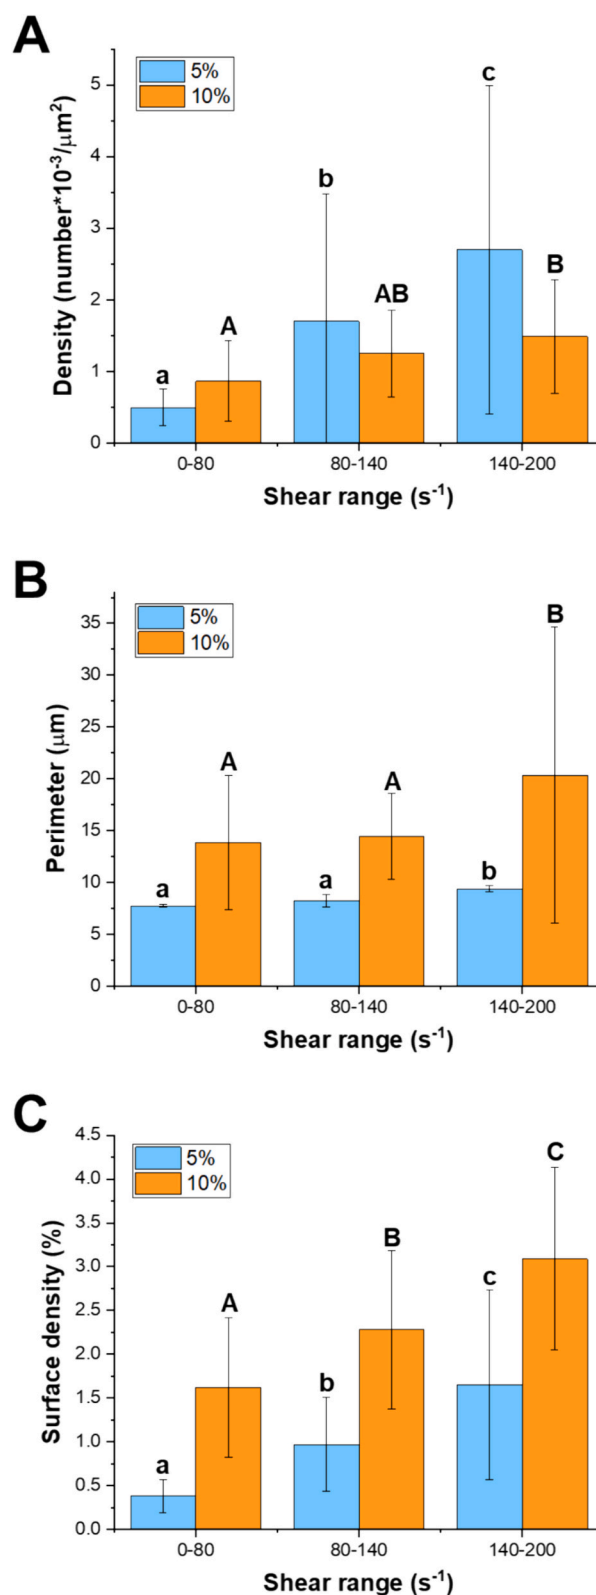 A
Density (number*10⁻³/μm²)
5%
10%
5
4
3
2
1
0
a
A
b
AB
c
B
0-80
80-140
140-200
Shear range (s⁻¹)
B
Perimeter (μm)
5%
10%
35
30
25
20
15
10
5
0
a
A
a
A
b
B
0-80
80-140
140-200
Shear range (s⁻¹)
C
Surface density (%)
5%
10%
4.5
4.0
3.5
3.0
2.5
2.0
1.5
1.0
0.5
0.0
a
A
b
B
c
C
0-80
80-140
140-200
Shear range (s⁻¹)